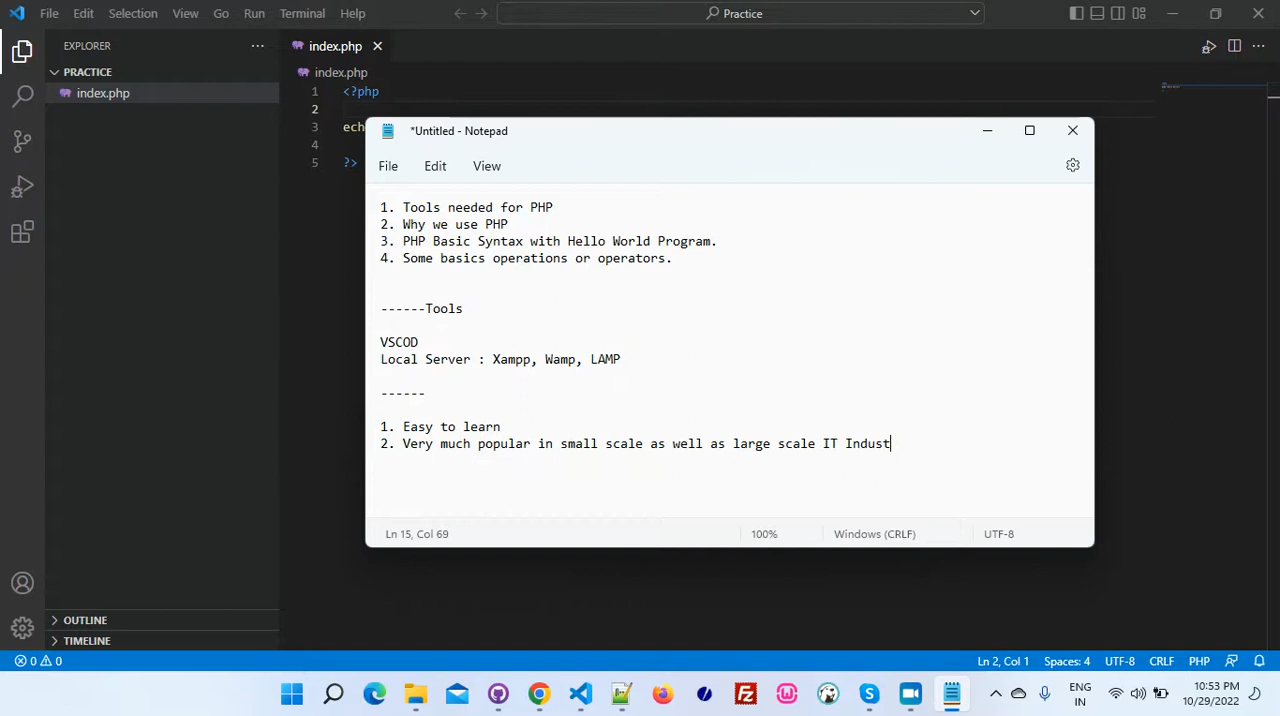 File Edit Selection View Go Run Terminal Help
Practice
EXPLORER
index.php
PRACTICE
index.php
index.php
1 <?php
2
3 ech
4
5 ?>
*Untitled - Notepad
File Edit View
1. Tools needed for PHP
2. Why we use PHP
3. PHP Basic Syntax with Hello World Program.
4. Some basics operations or operators.
------Tools
VSCOD
Local Server : Xampp, Wamp, LAMP
------
1. Easy to learn
2. Very much popular in small scale as well as large scale IT Indust
Ln 15, Col 69 100% Windows (CRLF) UTF-8
OUTLINE
TIMELINE
0 0 Ln 2, Col 1 Spaces: 4 UTF-8 CRLF PHP
ENG
IN
10:53 PM
10/29/2022